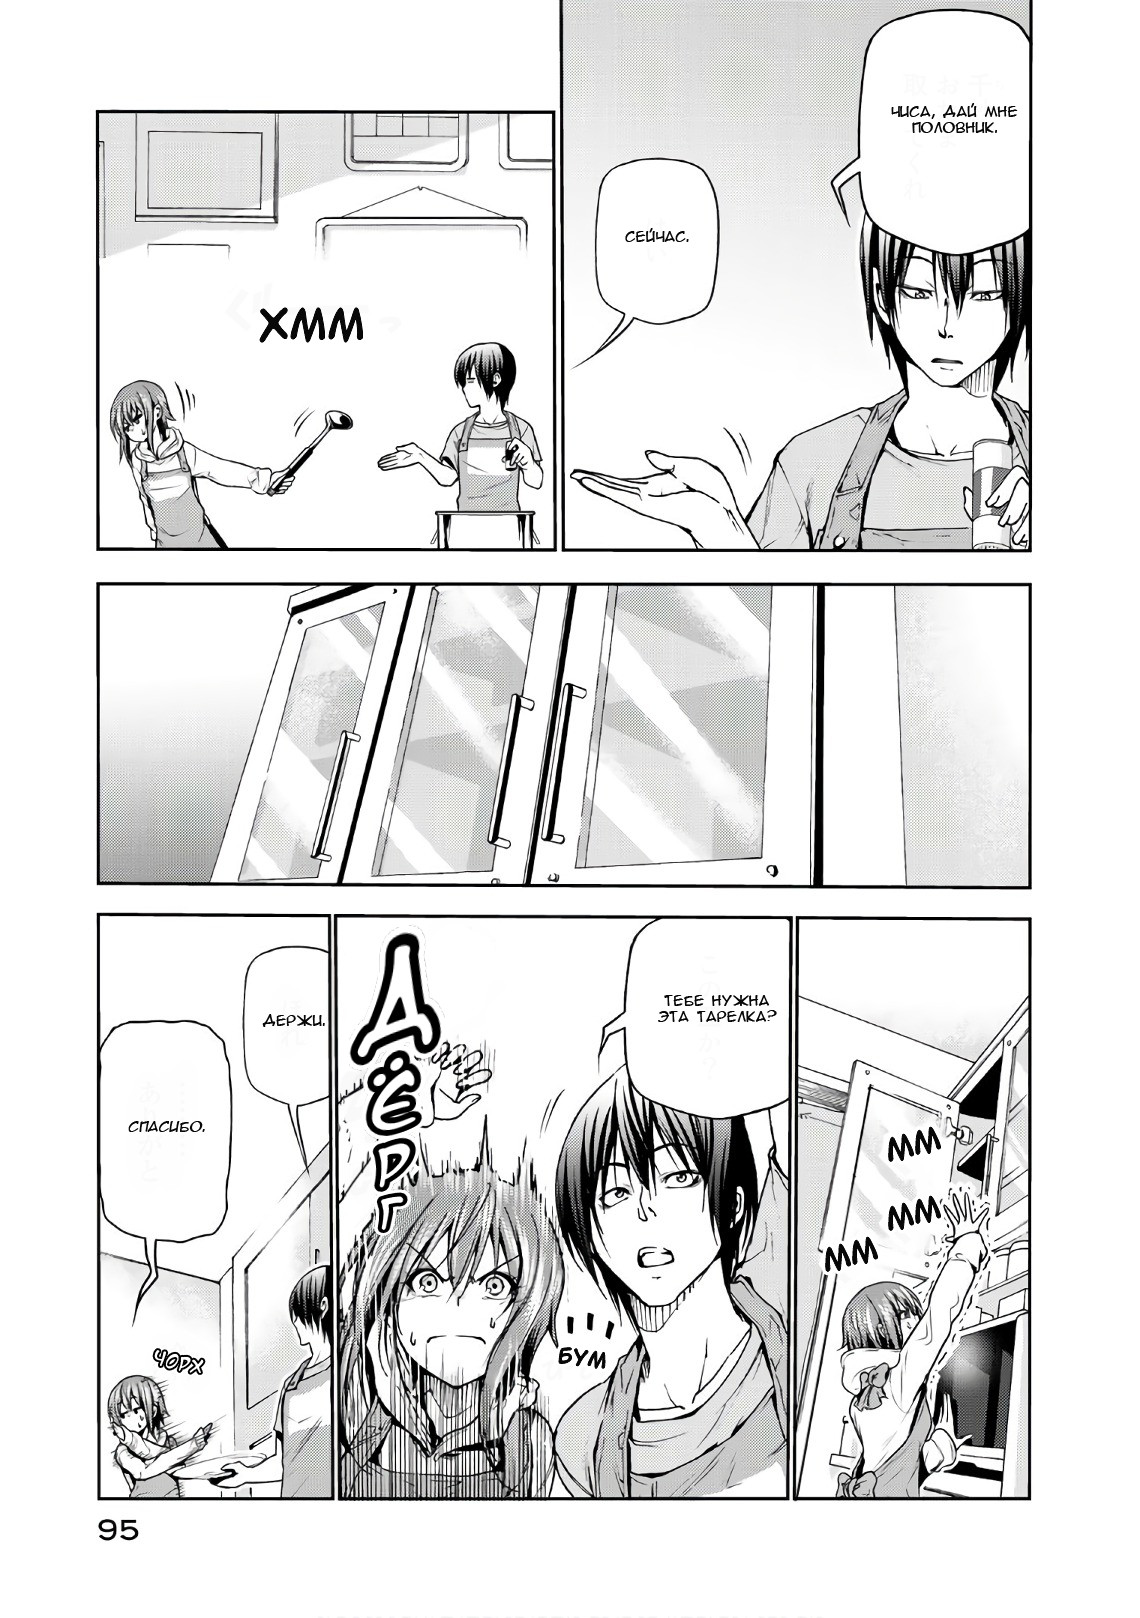 ЧИСА, ДАЙ МНЕ
ПОЛОВНИК.
СЕЙЧАС.
ХММ
ММ
ММ
ММ
ТЕБЕ НУЖНА
ЭТА ТАРЕЛКА?
ДЁРГ
БУМ
ДЕРЖИ.
СПАСИБО.
ЧОРХ
95